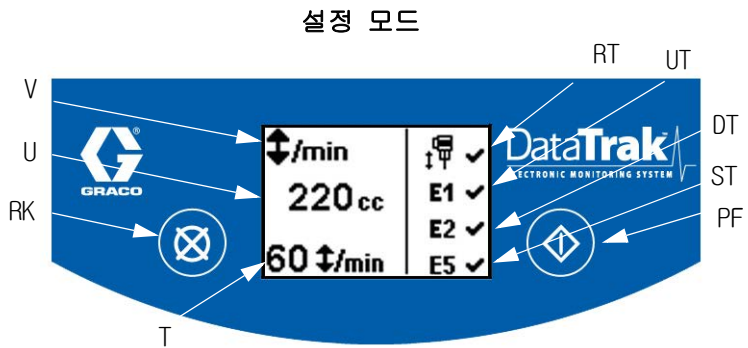 설정 모드
RT
UT
V
DT
U
ST
RK
PF
T
GRACO
®
DataTrak
ELECTRONIC MONITORING SYSTEM
↕/min
220 cc
60 ↕/min
✔
E1 ✔
E2 ✔
E5 ✔